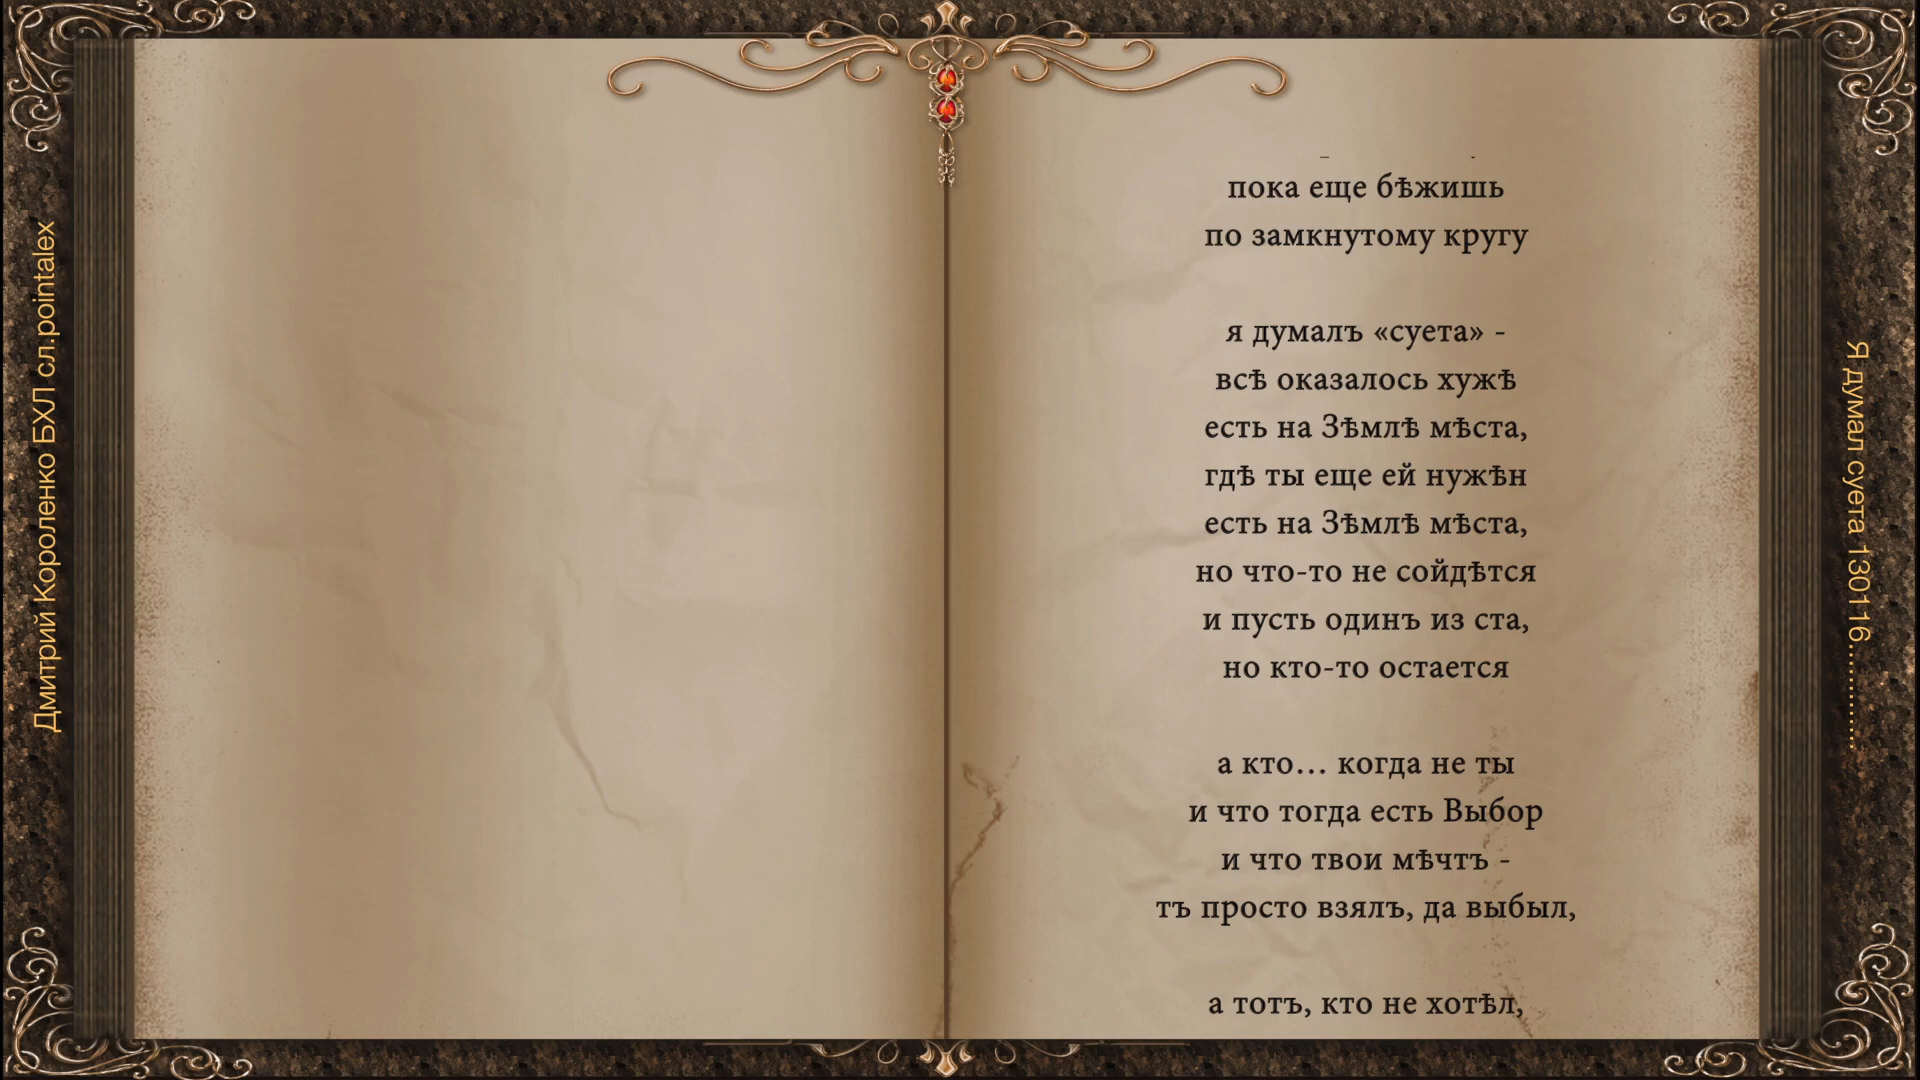 Дмитрий Короленко БХЛ сл.pointalex
пока еще бѣжишь
по замкнутому кругу
я думалъ «суета» -
всѣ оказалось хужѣ
есть на Зѣмлѣ мѣста,
гдѣ ты еще ей нужѣн
есть на Зѣмлѣ мѣста,
но что-то не сойдѣтся
и пусть одинъ из ста,
но кто-то остается
а кто… когда не ты
и что тогда есть Выбор
и что твои мѣчтъ -
тъ просто взялъ, да выбыл,
а тотъ, кто не хотѣл,
Я думал суета 130116..............